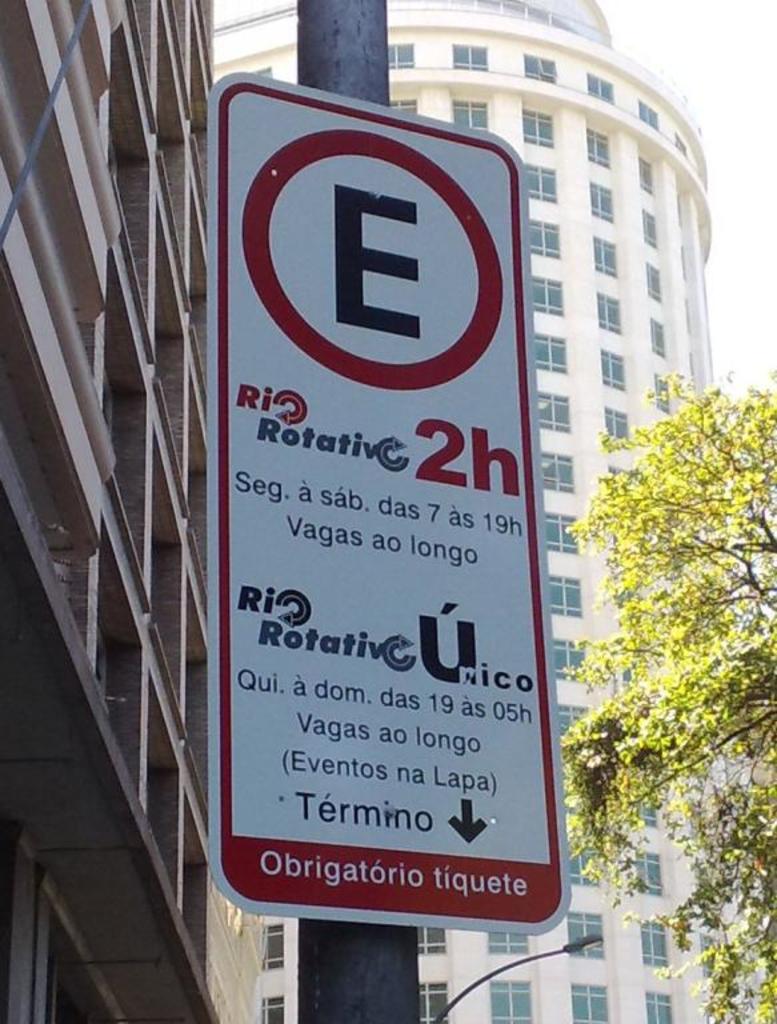 E
Rio
Rotativo 2h
Seg. à sáb. das 7 às 19h
Vagas ao longo
Rio
Rotativo Único
Qui. à dom. das 19 às 05h
Vagas ao longo
(Eventos na Lapa)
Término ↓
Obrigatório tíquete